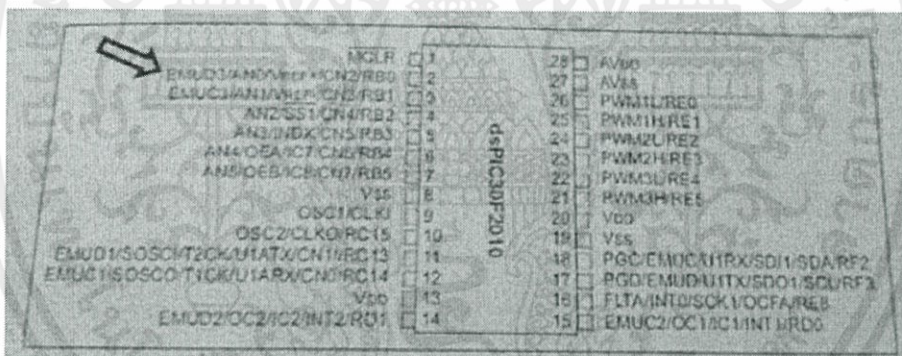 MCLR 1 28 AVDD
EMUD3/AN0/VREF+/CN2/RB0 2 27 AVSS
EMUC3/AN1/VREF-/CN3/RB1 3 26 PWM1L/RE0
AN2/SS1/CN4/RB2 4 25 PWM1H/RE1
AN3/INDX/CN5/RB3 5 24 PWM2L/RE2
AN4/QEA/IC7/CN6/RB4 6 23 PWM2H/RE3
AN5/QEB/IC8/CN7/RB5 7 22 PWM3L/RE4
VSS 8 21 PWM3H/RE5
OSC1/CLKI 9 20 VDD
OSC2/CLKO/RC15 10 19 VSS
EMUD1/SOSCI/T2CK/U1ATX/CN1/RC13 11 18 PGC/EMUC/U1RX/SDI1/SDA/RF2
EMUC1/SOSCO/T1CK/U1ARX/CN0/RC14 12 17 PGD/EMUD/U1TX/SDO1/SCL/RF3
VDD 13 16 FLTA/INT0/SCK1/OCFA/RE8
EMUD2/OC2/IC2/INT2/RD1 14 15 EMUC2/OC1/IC1/INT1/RD0
dsPIC30F2010